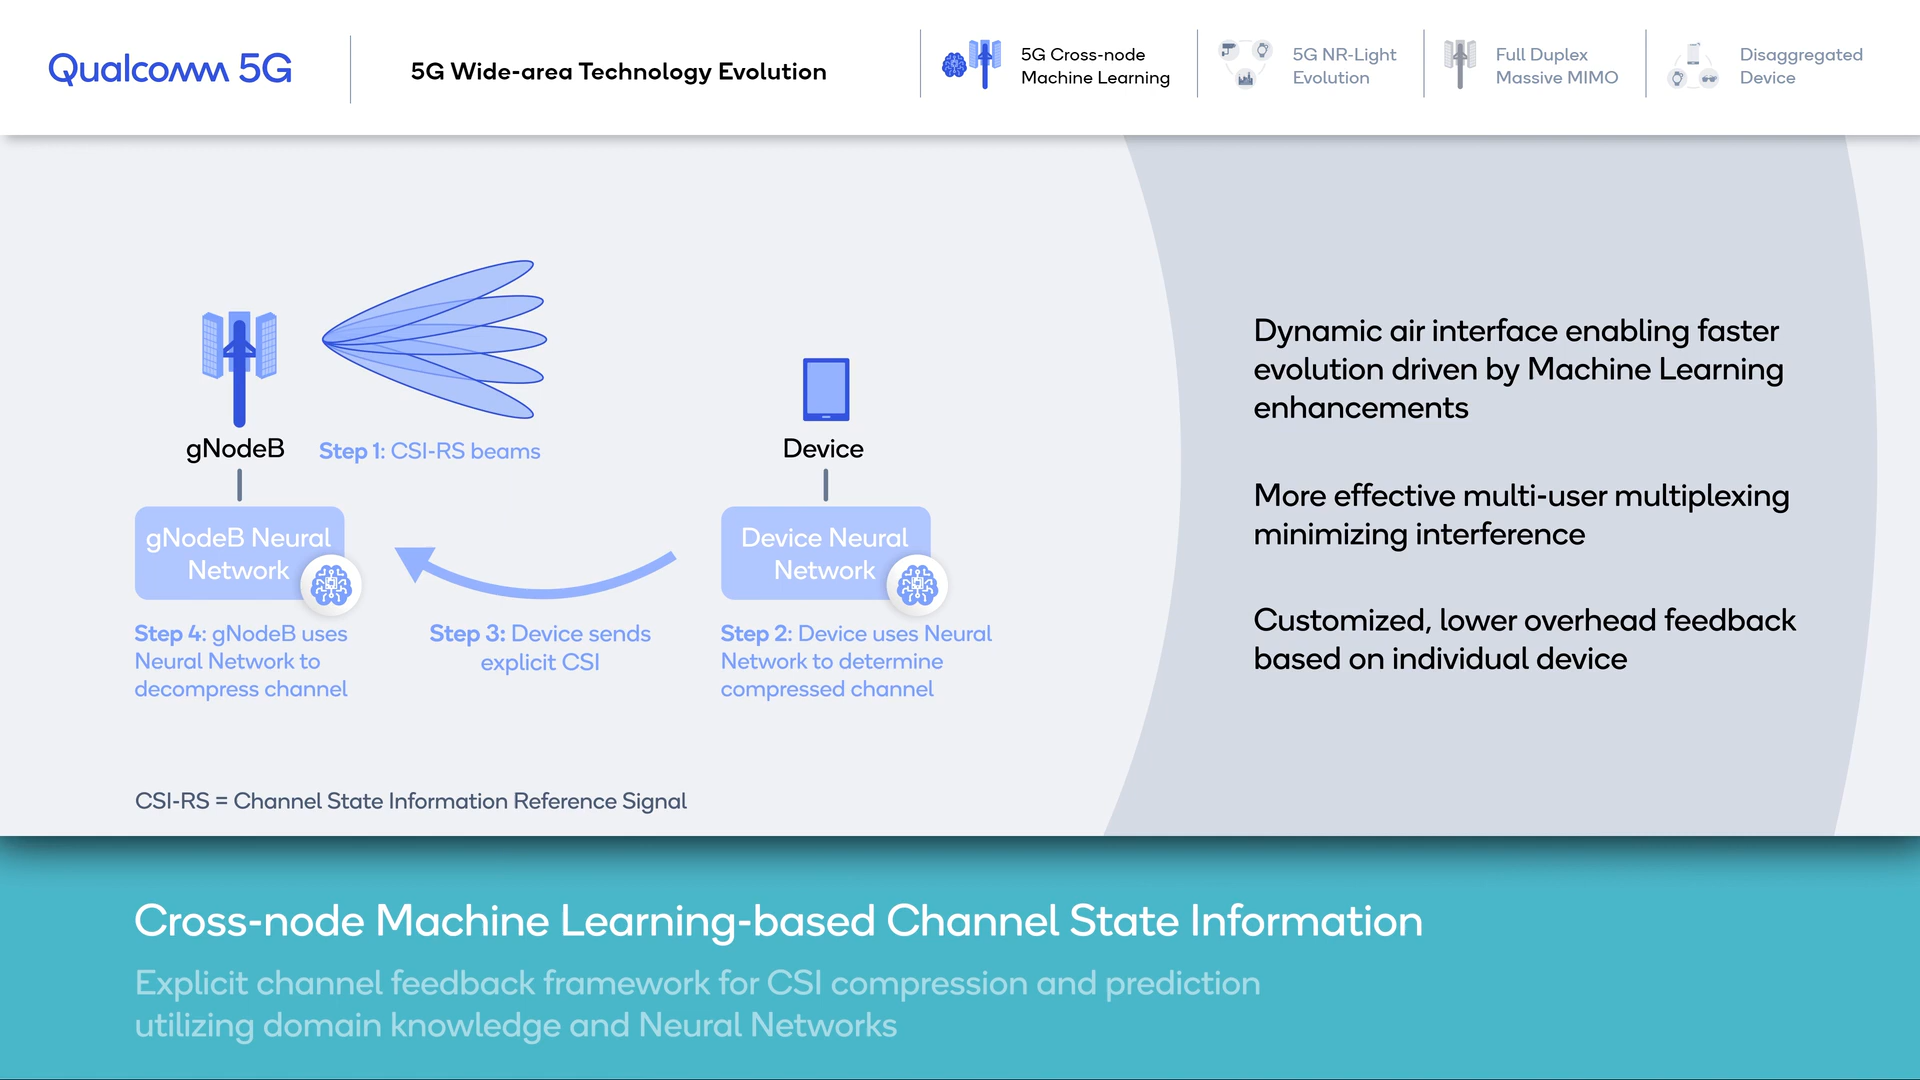 Qualcomm 5G
5G Wide-area Technology Evolution
5G Cross-node
Machine Learning
5G NR-Light
Evolution
Full Duplex
Massive MIMO
Disaggregated
Device
gNodeB
Step 1: CSI-RS beams
Device
gNodeB Neural
Network
Device Neural
Network
Step 4: gNodeB uses
Neural Network to
decompress channel
Step 3: Device sends
explicit CSI
Step 2: Device uses Neural
Network to determine
compressed channel
CSI-RS = Channel State Information Reference Signal
Dynamic air interface enabling faster
evolution driven by Machine Learning
enhancements
More effective multi-user multiplexing
minimizing interference
Customized, lower overhead feedback
based on individual device
Cross-node Machine Learning-based Channel State Information
Explicit channel feedback framework for CSI compression and prediction
utilizing domain knowledge and Neural Networks